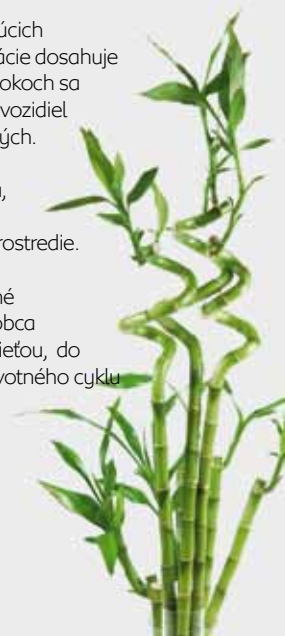 úcich
ácie dosahuje
okoch sa
vozidiel
ých.
,
rostredie.
né
obca
ieťou, do
votného cyklu